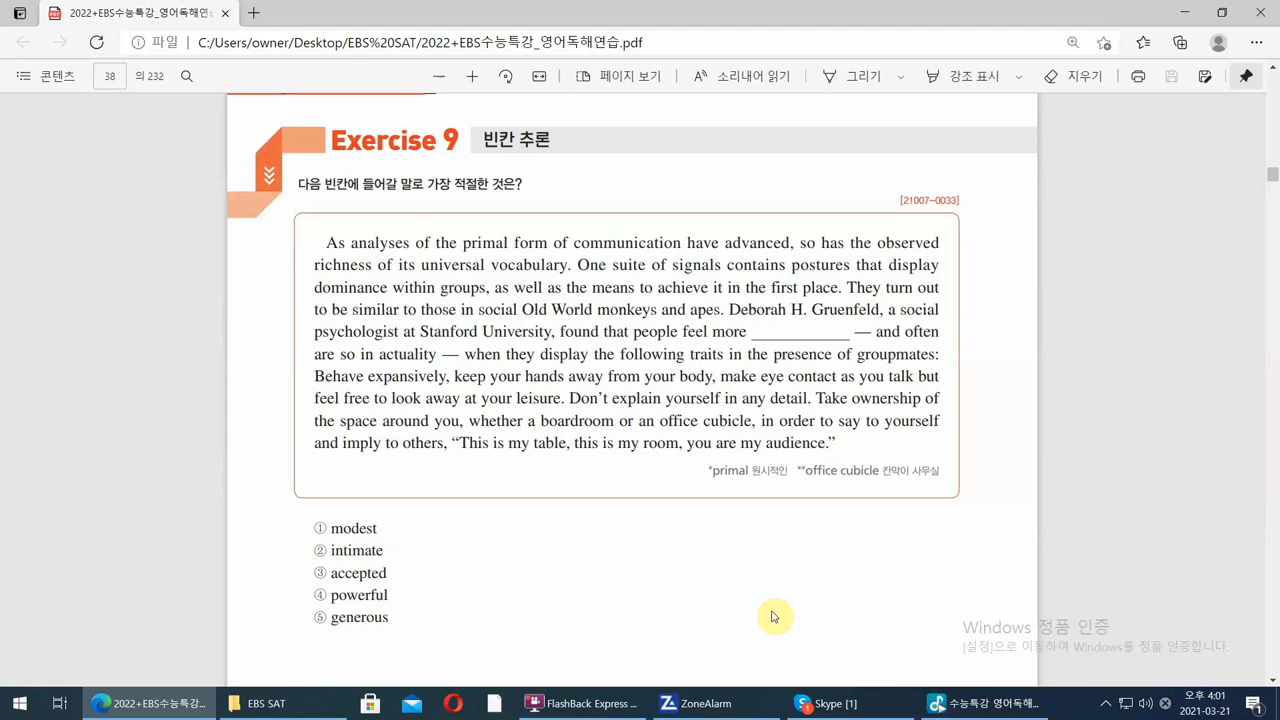 2022+EBS수능특강_영어독해연습
파일 C:/Users/owner/Desktop/EBS%20SAT/2022+EBS수능특강_영어독해연습.pdf
콘텐츠 38 의 232 페이지 보기 소리내어 읽기 그리기 강조 표시 지우기
Exercise 9 빈칸 추론
다음 빈칸에 들어갈 말로 가장 적절한 것은?
[21007-0033]
As analyses of the primal form of communication have advanced, so has the observed
richness of its universal vocabulary. One suite of signals contains postures that display
dominance within groups, as well as the means to achieve it in the first place. They turn out
to be similar to those in social Old World monkeys and apes. Deborah H. Gruenfeld, a social
psychologist at Stanford University, found that people feel more __________ — and often
are so in actuality — when they display the following traits in the presence of groupmates:
Behave expansively, keep your hands away from your body, make eye contact as you talk but
feel free to look away at your leisure. Don't explain yourself in any detail. Take ownership of
the space around you, whether a boardroom or an office cubicle, in order to say to yourself
and imply to others, “This is my table, this is my room, you are my audience.”
*primal 원시적인 **office cubicle 칸막이 사무실
① modest
② intimate
③ accepted
④ powerful
⑤ generous
Windows 정품 인증
[설정]으로 이동하여 Windows를 정품 인증합니다.
2022+EBS수능특강_... EBS SAT FlashBack Express ... ZoneAlarm Skype [1] 수능특강 영어독해... 오후 4:01
2021-03-21